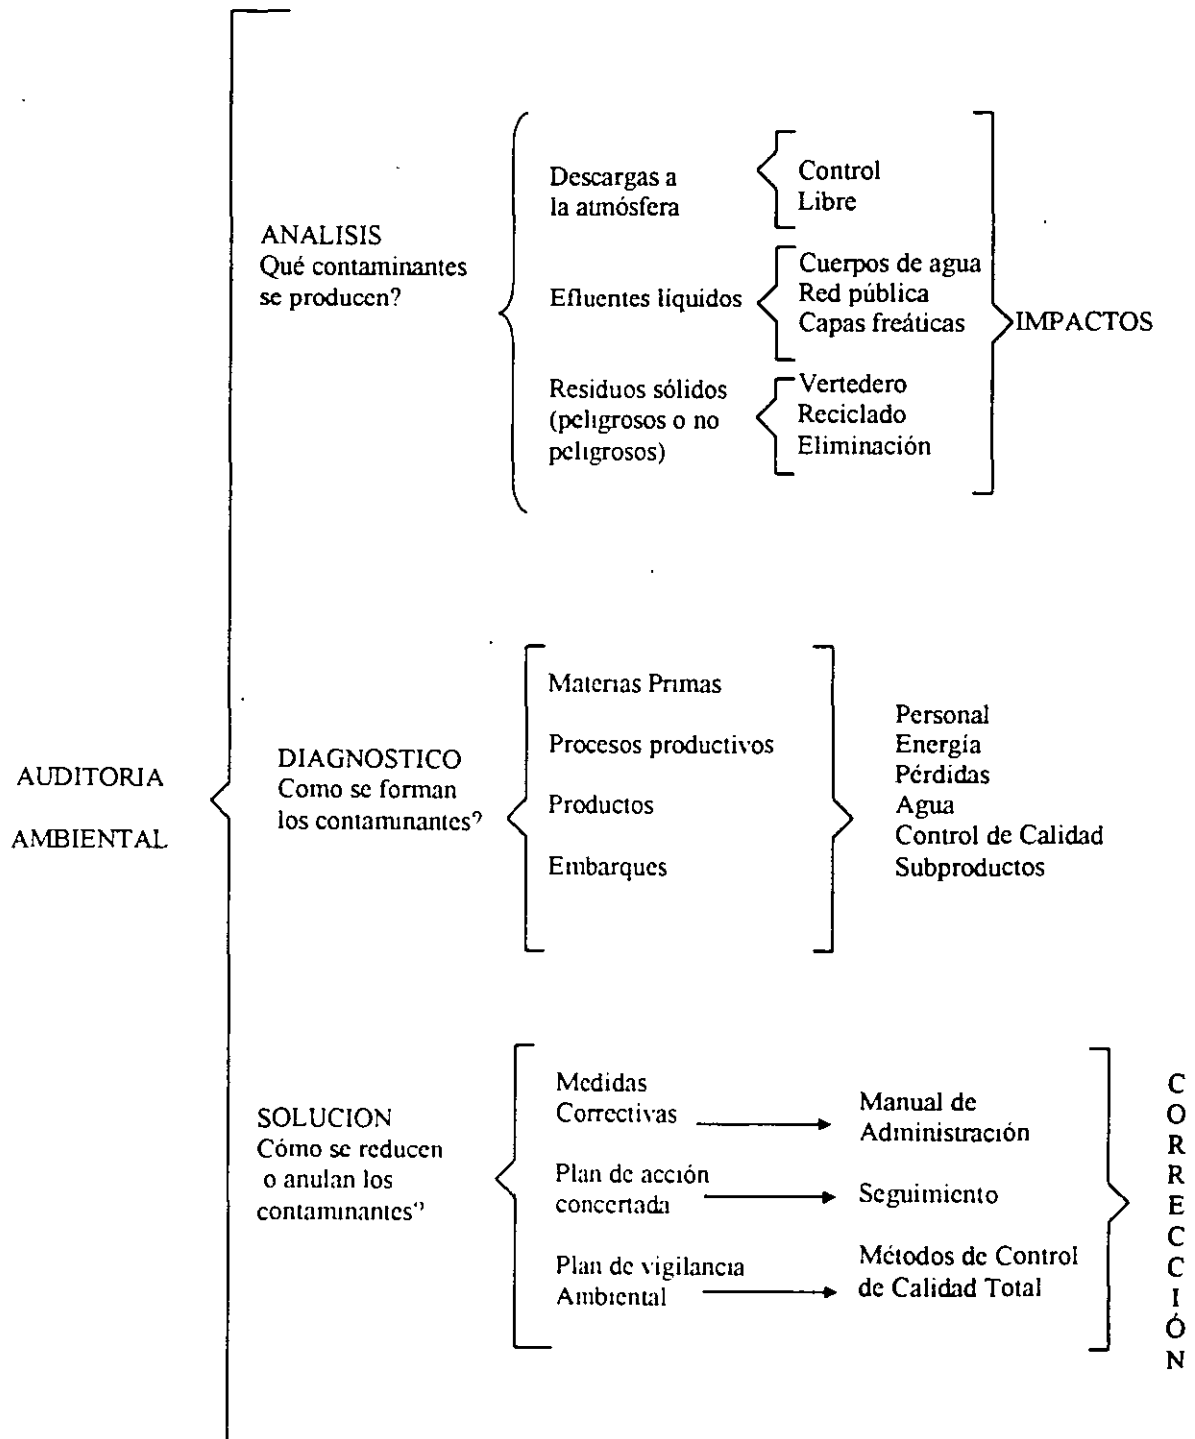 AUDITORIA
AMBIENTAL
ANALISIS
Qué contaminantes
se producen?
Descargas a
la atmósfera
Control
Libre
Efluentes líquidos
Cuerpos de agua
Red pública
Capas freáticas
Residuos sólidos
(peligrosos o no
peligrosos)
Vertedero
Reciclado
Eliminación
IMPACTOS
DIAGNOSTICO
Como se forman
los contaminantes?
Materias Primas
Procesos productivos
Productos
Embarques
Personal
Energía
Pérdidas
Agua
Control de Calidad
Subproductos
SOLUCION
Cómo se reducen
o anulan los
contaminantes?
Medidas
Correctivas
Manual de
Administración
Plan de acción
concertada
Seguimiento
Plan de vigilancia
Ambiental
Métodos de Control
de Calidad Total
C
O
R
R
E
C
C
I
Ó
N